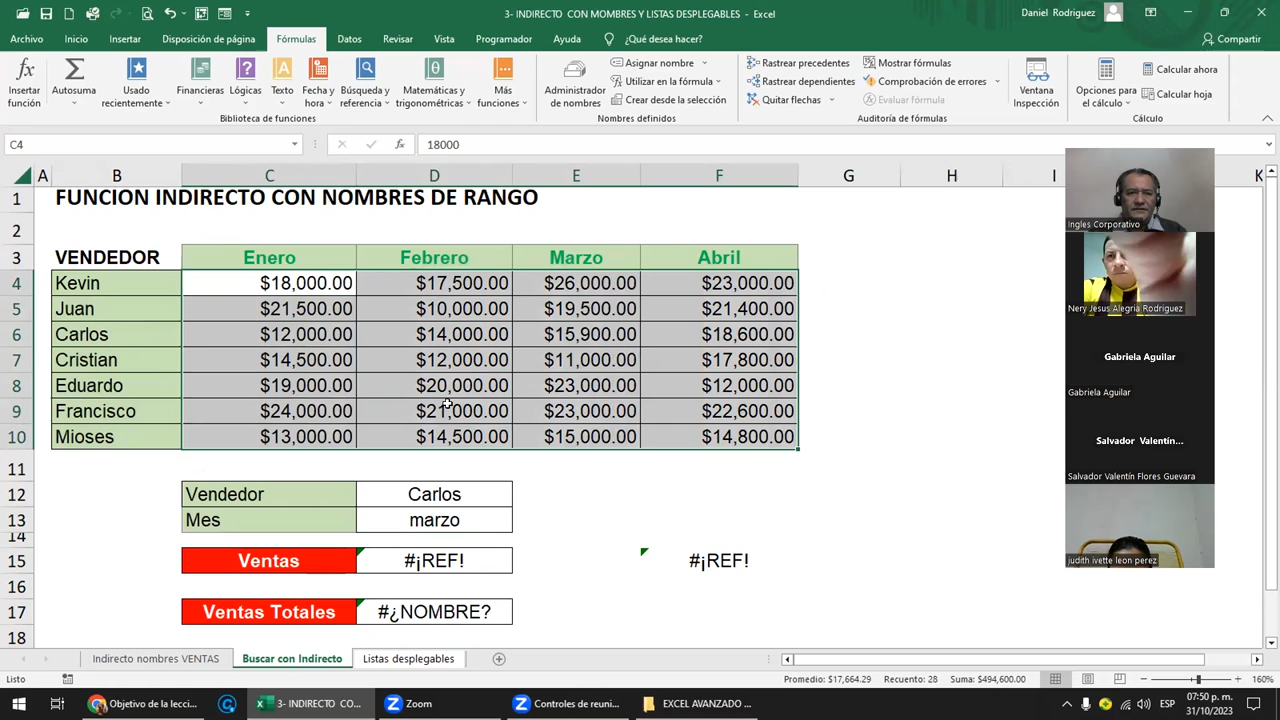 3- INDIRECTO CON MOMBRES Y LISTAS DESPLEGABLES - Excel
Daniel Rodriguez
Archivo Inicio Insertar Disposición de página Fórmulas Datos Revisar Vista Programador Ayuda ¿Qué desea hacer? Compartir
Insertar función
Autosuma
Usado recientemente
Financieras
Lógicas
Texto
Fecha y hora
Búsqueda y referencia
Matemáticas y trigonométricas
Más funciones
Biblioteca de funciones
Administrador de nombres
Asignar nombre
Utilizar en la fórmula
Crear desde la selección
Nombres definidos
Rastrear precedentes
Rastrear dependientes
Quitar flechas
Mostrar fórmulas
Comprobación de errores
Evaluar fórmula
Auditoría de fórmulas
Ventana Inspección
Opciones para el cálculo
Calcular ahora
Calcular hoja
Cálculo
C4 fx 18000
A B C D E F G H I K
1 FUNCION INDIRECTO CON NOMBRES DE RANGO
2
3 VENDEDOR Enero Febrero Marzo Abril
4 Kevin $18,000.00 $17,500.00 $26,000.00 $23,000.00
5 Juan $21,500.00 $10,000.00 $19,500.00 $21,400.00
6 Carlos $12,000.00 $14,000.00 $15,900.00 $18,600.00
7 Cristian $14,500.00 $12,000.00 $11,000.00 $17,800.00
8 Eduardo $19,000.00 $20,000.00 $23,000.00 $12,000.00
9 Francisco $24,000.00 $21,000.00 $23,000.00 $22,600.00
10 Mioses $13,000.00 $14,500.00 $15,000.00 $14,800.00
11
12 Vendedor Carlos
13 Mes marzo
14
15 Ventas #¡REF! #¡REF!
16
17 Ventas Totales #¿NOMBRE?
18
Ingles Corporativo
Nery Jesus Alegria Rodriguez
Gabriela Aguilar
Gabriela Aguilar
Salvador Valentín...
Salvador Valentín Flores Guevara
judith ivette leon perez
Indirecto nombres VENTAS Buscar con Indirecto Listas desplegables
Listo Promedio: $17,664.29 Recuento: 28 Suma: $494,600.00 160%
Objetivo de la lecci... 3- INDIRECTO CO... Zoom Controles de reuni... EXCEL AVANZADO ... ESP
07:50 p. m.
31/10/2023